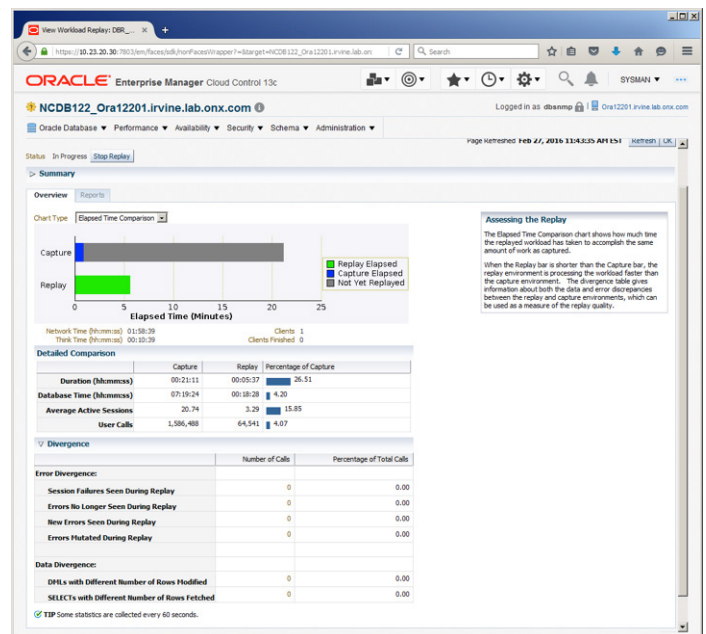 View Workload Replay: DBR_...
https://10.23.20.30:7803/em/faces/sdk/nonFacesWrapper?=&target=NCDB122_Ora12201.irvine.lab.on
Search
ORACLE Enterprise Manager Cloud Control 13c
SYSMAN
NCDB122_Ora12201.irvine.lab.onx.com
Logged in as dbsnmp
Ora12201.irvine.lab.onx.com
Oracle Database Performance Availability Security Schema Administration
Page Refreshed Feb 27, 2016 11:43:35 AM EST Refresh OK
Status In Progress Stop Replay
Summary
Overview Reports
Chart Type Elapsed Time Comparison
Capture
Replay
0 5 10 15 20 25
Elapsed Time (Minutes)
Replay Elapsed
Capture Elapsed
Not Yet Replayed
Assessing the Replay
The Elapsed Time Comparison chart shows how much time
the replayed workload has taken to accomplish the same
amount of work as captured.
When the Replay bar is shorter than the Capture bar, the
replay environment is processing the workload faster than
the capture environment. The divergence table gives
information about both the data and error discrepancies
between the replay and capture environments, which can
be used as a measure of the replay quality.
Network Time (hh:mm:ss) 01:58:39 Clients 1
Think Time (hh:mm:ss) 00:10:39 Clients Finished 0
Detailed Comparison
Capture Replay Percentage of Capture
Duration (hh:mm:ss) 00:21:11 00:05:37 26.51
Database Time (hh:mm:ss) 07:19:24 00:18:28 4.20
Average Active Sessions 20.74 3.29 15.85
User Calls 1,586,488 64,541 4.07
Divergence
Number of Calls Percentage of Total Calls
Error Divergence:
Session Failures Seen During Replay 0 0.00
Errors No Longer Seen During Replay 0 0.00
New Errors Seen During Replay 0 0.00
Errors Mutated During Replay 0 0.00
Data Divergence:
DMLs with Different Number of Rows Modified 0 0.00
SELECTs with Different Number of Rows Fetched 0 0.00
TIP Some statistics are collected every 60 seconds.